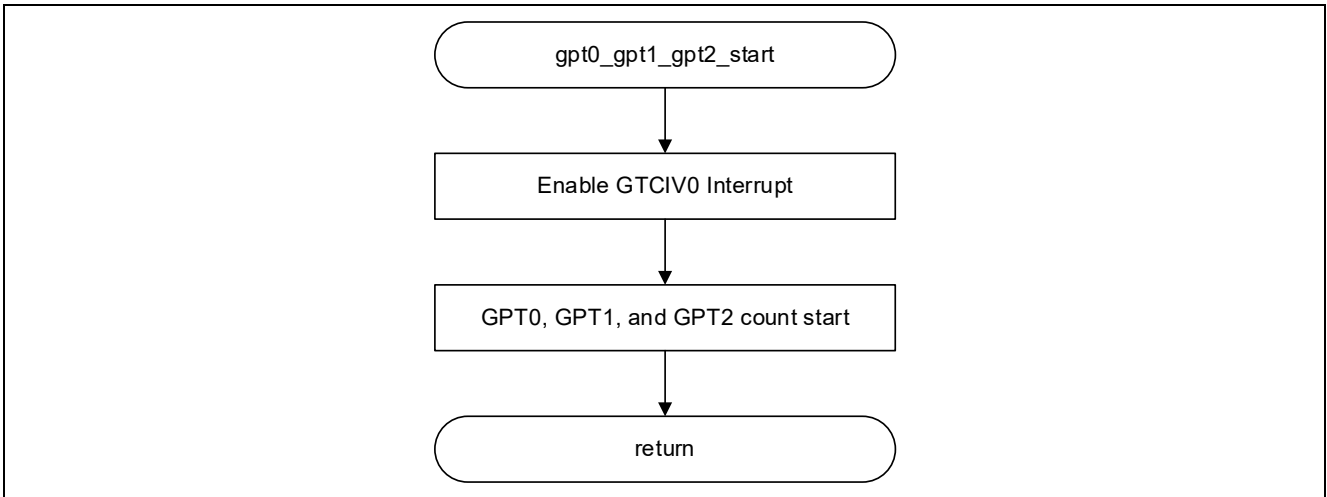 gpt0_gpt1_gpt2_start
Enable GTCIV0 Interrupt
GPT0, GPT1, and GPT2 count start
return